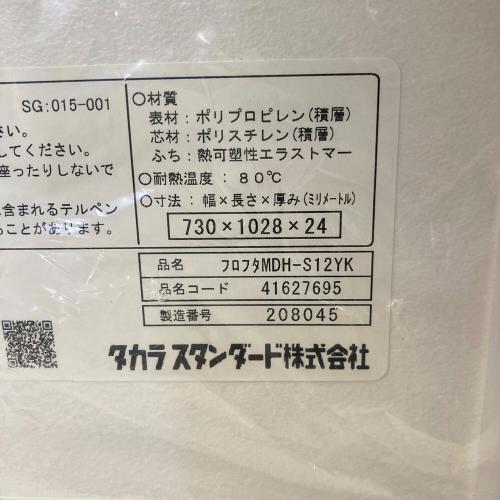 SG:015-001
さい。
してください。
座ったりしないで
に含まれるテルペン
ることがあります。
○材質
表材:ポリプロピレン(積層)
芯材:ポリスチレン(積層)
ふち:熱可塑性エラストマー
○耐熱温度:80℃
○寸法:幅×長さ×厚み(ミリメートル)
730×1028×24
品名 フロフタMDH-S12YK
品名コード 41627695
製造番号 208045
タカラスタンダード株式会社